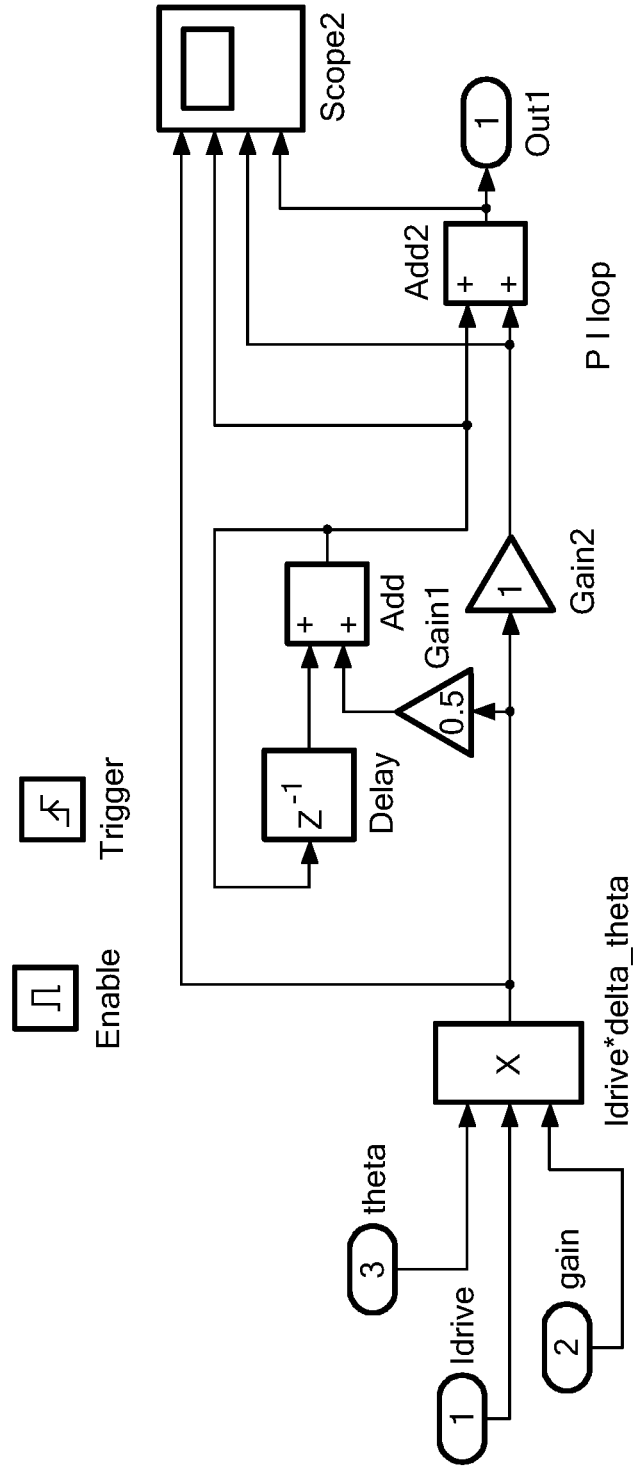 Enable
Trigger
3
theta
1
Idrive
2
gain
X
Idrive*delta_theta
Z-1
Delay
0.5
Gain1
+
+
Add
1
Gain2
+
+
Add2
P I loop
1
Out1
Scope2